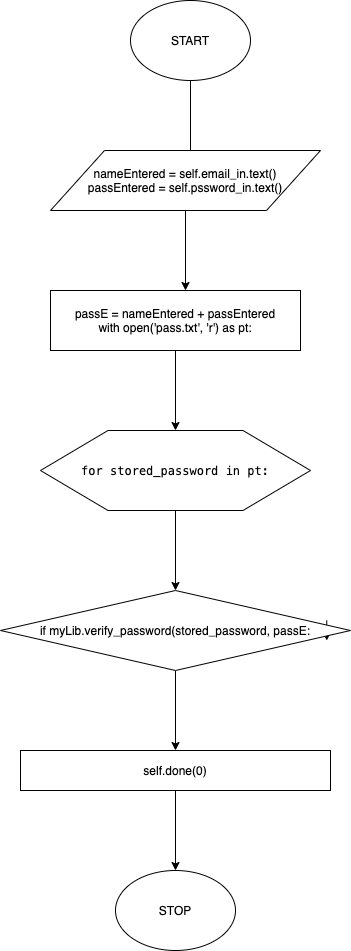 START
nameEntered = self.email_in.text()
passEntered = self.pssword_in.text()
passE = nameEntered + passEntered
with open('pass.txt', 'r') as pt:
for stored_password in pt:
if myLib.verify_password(stored_password, passE:
self.done(0)
STOP